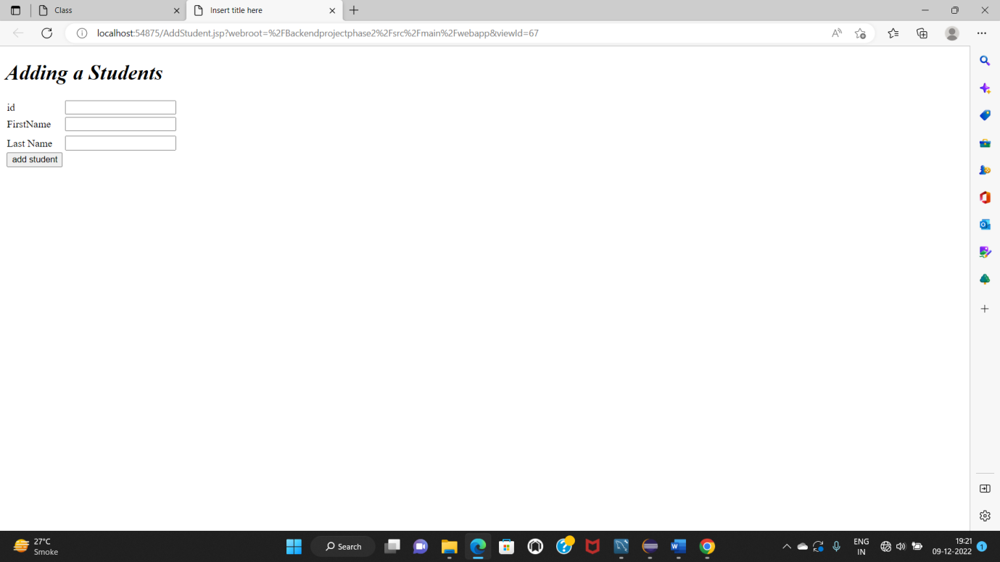 Class
Insert title here
localhost:54875/AddStudent.jsp?webroot=%2FBackendprojectphase2%2Fsrc%2Fmain%2Fwebapp&viewId=67
Adding a Students
id
FirstName
Last Name
add student
27°C
Smoke
Search
ENG
IN
19:21
09-12-2022
1